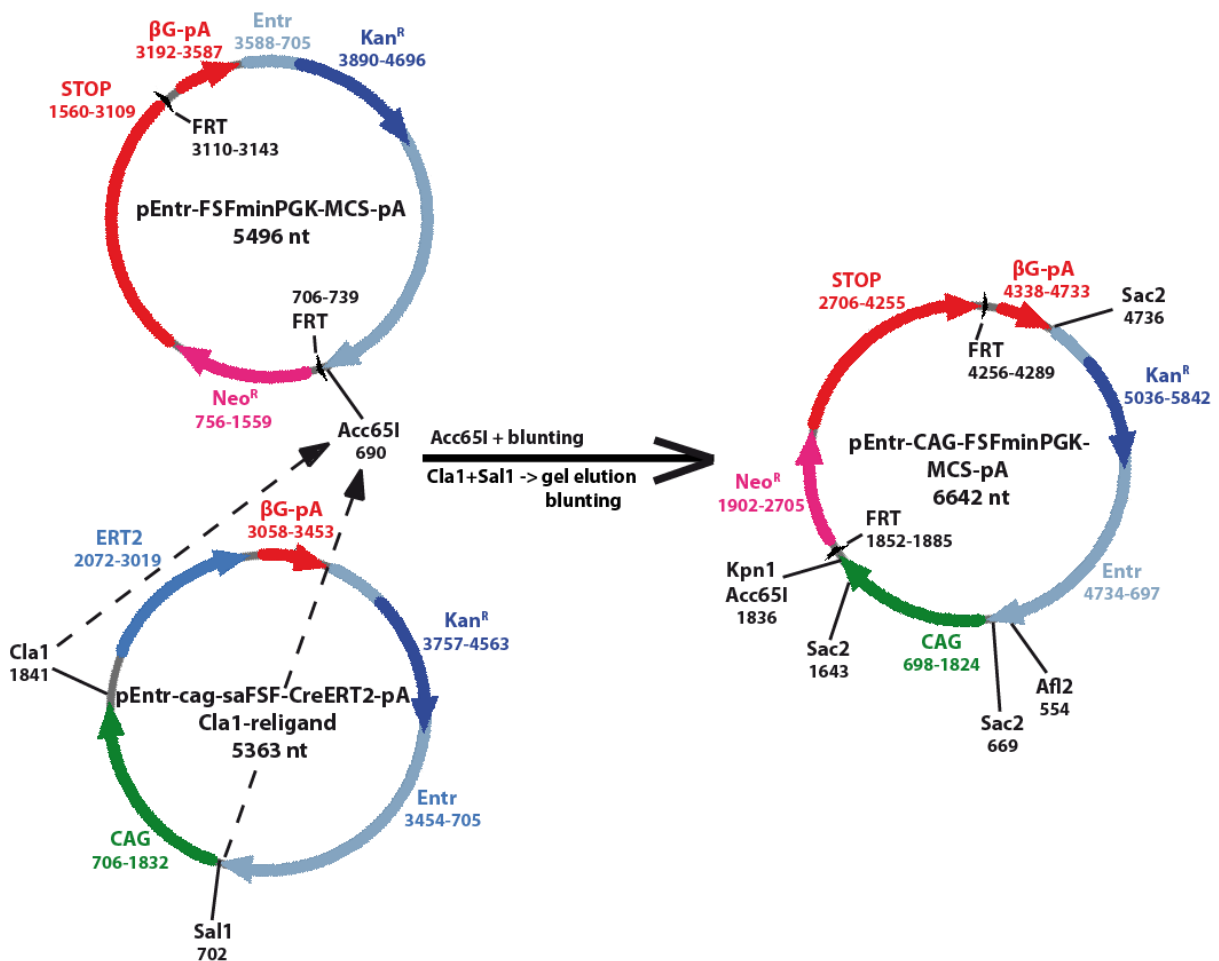 βG-pA
3192-3587
Entr
3588-705
Kan^R
3890-4696
STOP
1560-3109
FRT
3110-3143
pEntr-FSFminPGK-MCS-pA
5496 nt
706-739
FRT
Neo^R
756-1559
Acc65I
690
Acc65I + blunting
Cla1+Sal1 -> gel elution
blunting
βG-pA
3058-3453
ERT2
2072-3019
Kan^R
3757-4563
Cla1
1841
pEntr-cag-saFSF-CreERT2-pA
Cla1-religand
5363 nt
Entr
3454-705
CAG
706-1832
Sal1
702
STOP
2706-4255
βG-pA
4338-4733
Sac2
4736
FRT
4256-4289
Kan^R
5036-5842
pEntr-CAG-FSFminPGK-
MCS-pA
6642 nt
Neo^R
1902-2705
FRT
1852-1885
Kpn1
Acc65I
1836
Entr
4734-697
Sac2
1643
CAG
698-1824
Afl2
554
Sac2
669